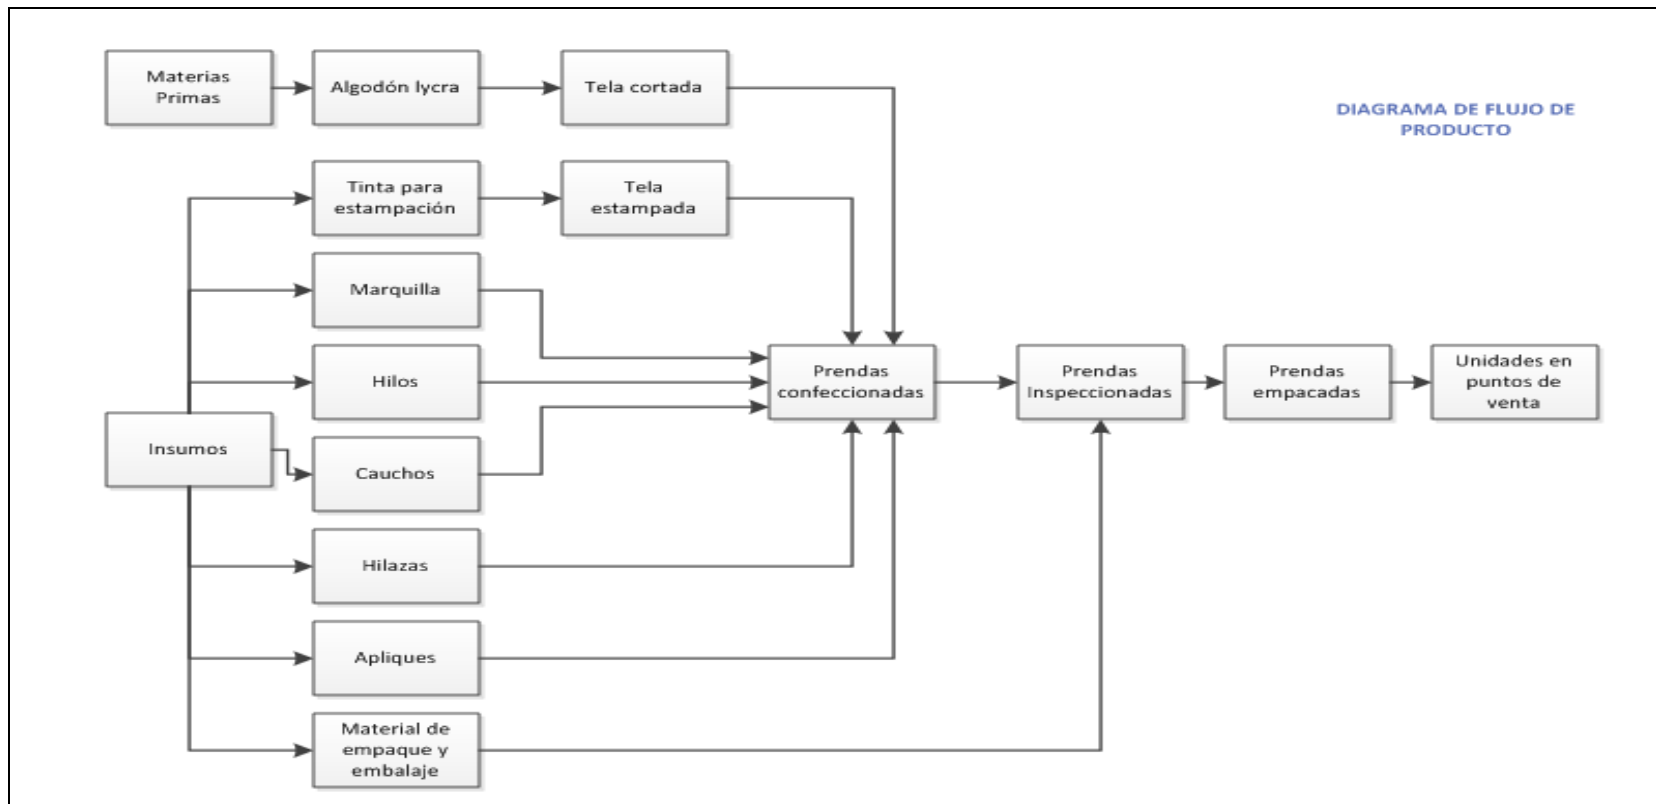 Materias
Primas
Algodón lycra
Tela cortada
DIAGRAMA DE FLUJO DE
PRODUCTO
Tinta para
estampación
Tela
estampada
Marquilla
Hilos
Prendas
confeccionadas
Prendas
Inspeccionadas
Prendas
empacadas
Unidades en
puntos de
venta
Insumos
Cauchos
Hilazas
Apliques
Material de
empaque y
embalaje